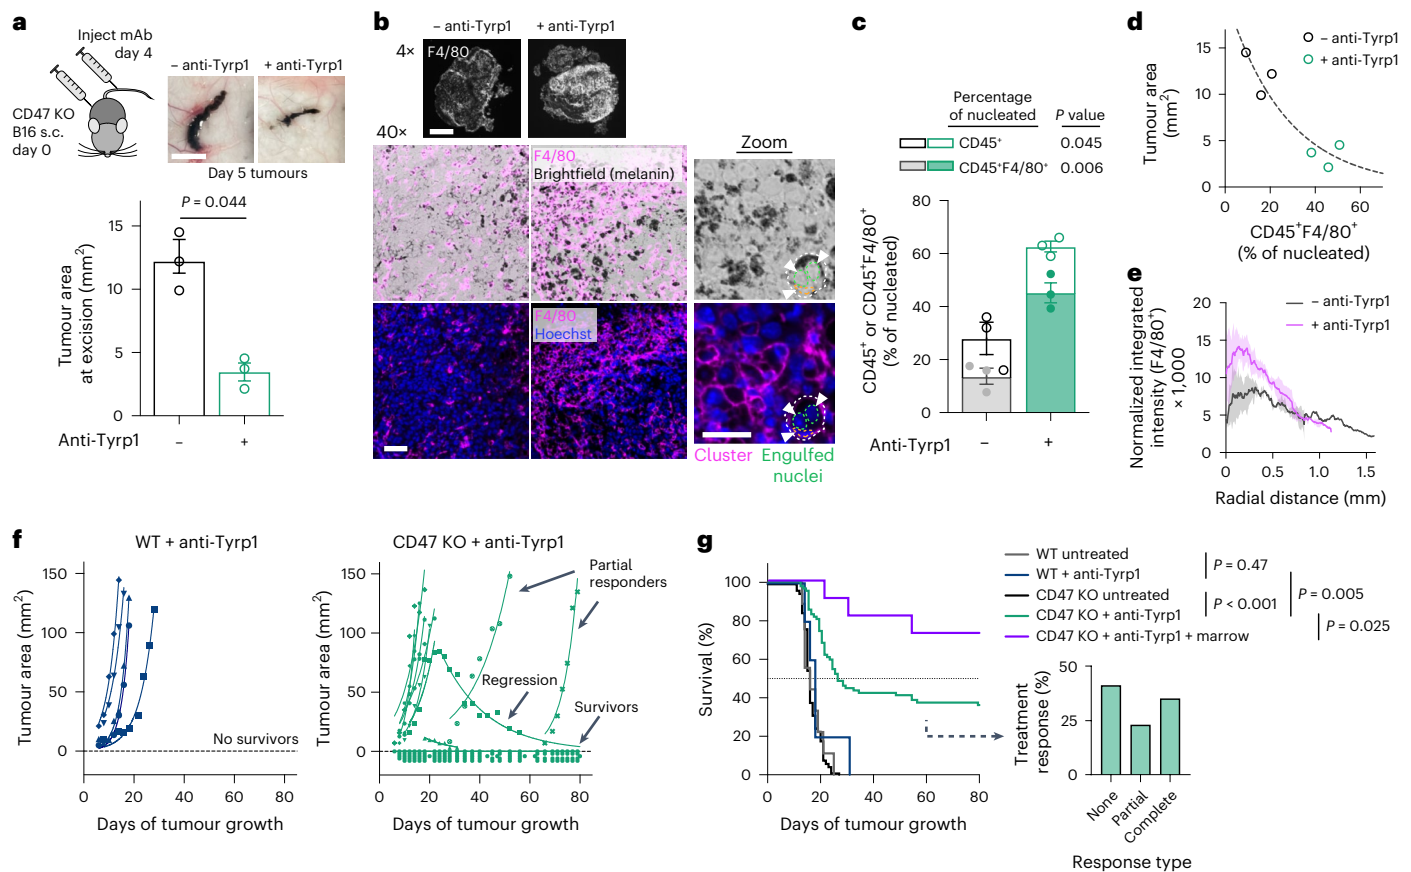 a
Inject mAb
day 4
CD47 KO
B16 s.c.
day 0
– anti-Tyrp1
+ anti-Tyrp1
Day 5 tumours
P = 0.044
15
10
5
0
Tumour area
at excision (mm2)
Anti-Tyrp1
–
+
b
– anti-Tyrp1
+ anti-Tyrp1
4×
F4/80
40×
F4/80
Brightfield (melanin)
F4/80
Hoechst
Zoom
Cluster
Engulfed
nuclei
c
Percentage
of nucleated
P value
CD45+
0.045
CD45+F4/80+
0.006
80
60
40
20
0
CD45+ or CD45+F4/80+
(% of nucleated)
Anti-Tyrp1
–
+
d
– anti-Tyrp1
+ anti-Tyrp1
15
10
5
0
Tumour area
(mm2)
0
20
40
60
CD45+F4/80+
(% of nucleated)
e
– anti-Tyrp1
+ anti-Tyrp1
20
15
10
5
0
Normalized integrated
intensity (F4/80+)
× 1,000
0
0.5
1.0
1.5
Radial distance (mm)
f
WT + anti-Tyrp1
150
100
50
0
Tumour area (mm2)
No survivors
0
20
40
60
80
Days of tumour growth
CD47 KO + anti-Tyrp1
150
100
50
0
Tumour area (mm2)
Partial
responders
Regression
Survivors
0
20
40
60
80
Days of tumour growth
g
WT untreated
WT + anti-Tyrp1
CD47 KO untreated
CD47 KO + anti-Tyrp1
CD47 KO + anti-Tyrp1 + marrow
P = 0.47
P < 0.001
P = 0.005
P = 0.025
100
80
60
40
20
0
Survival (%)
0
20
40
60
80
Days of tumour growth
50
25
0
Treatment
response (%)
None
Partial
Complete
Response type